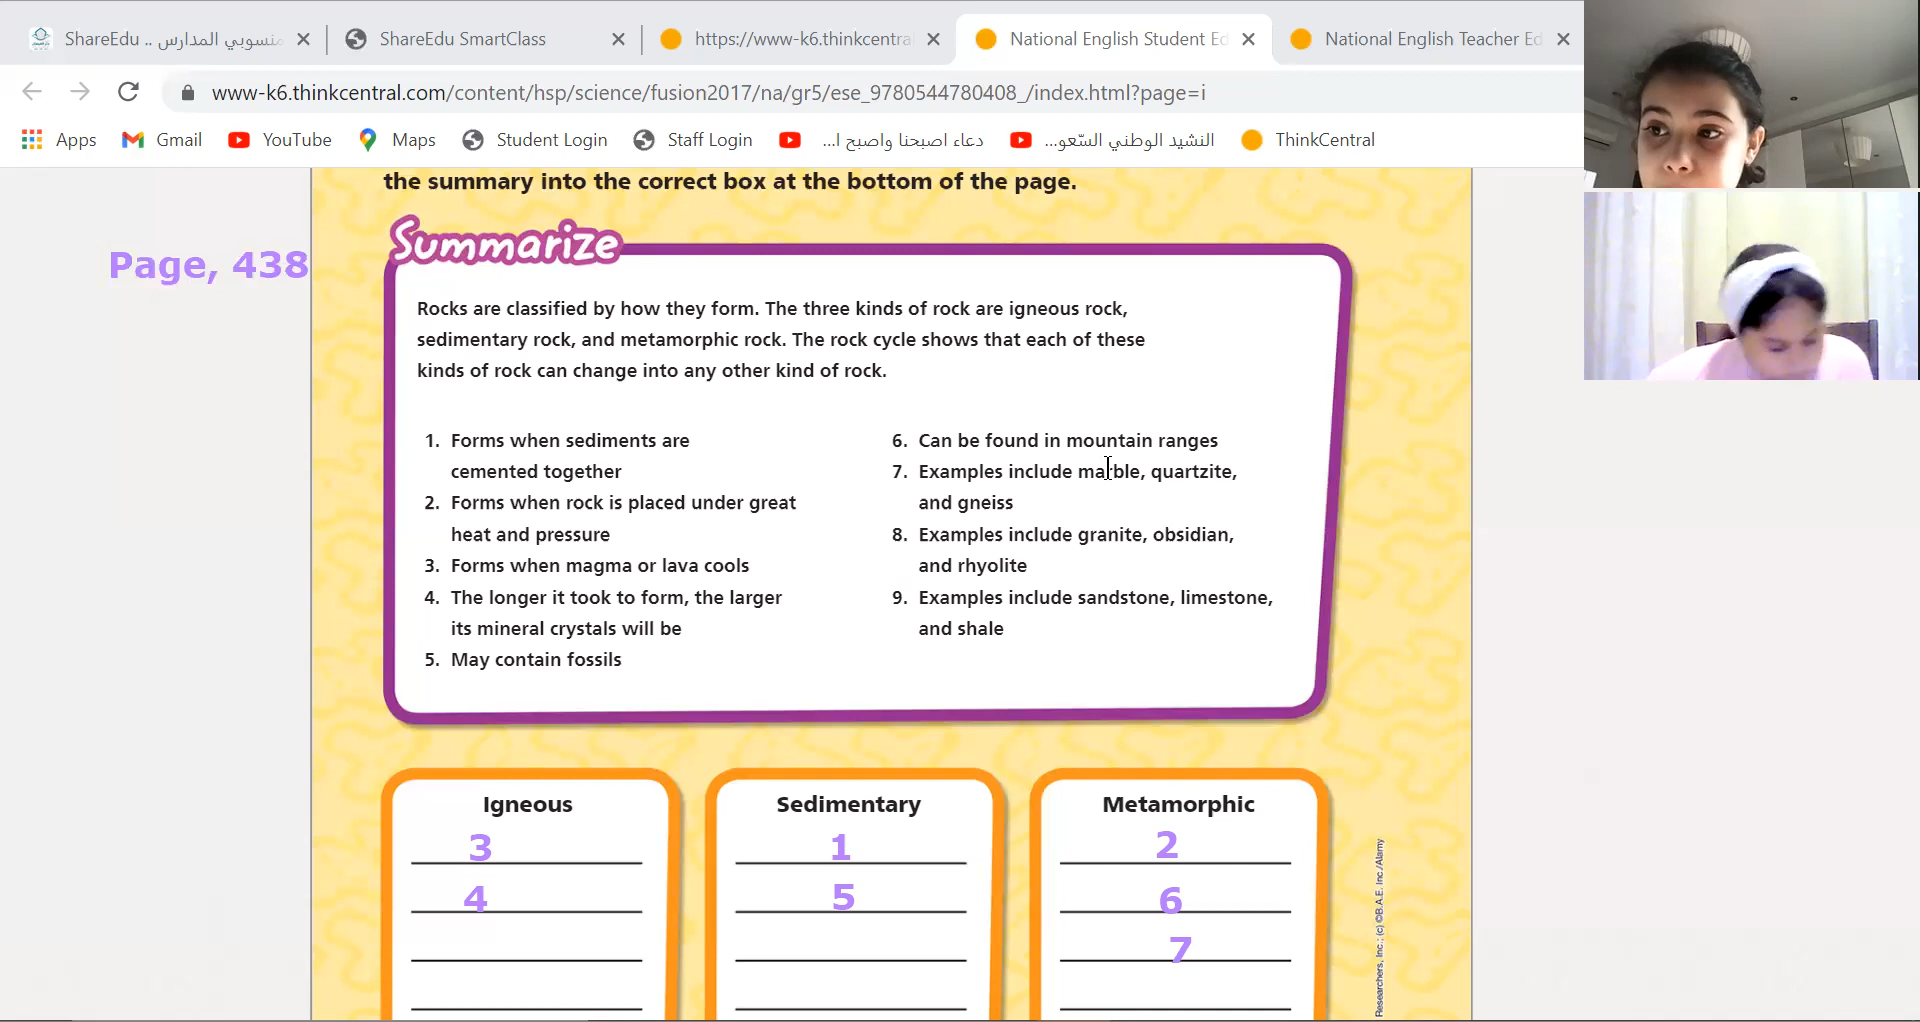 منسوبي المدارس .. ShareEdu
ShareEdu SmartClass
https://www-k6.thinkcentral
National English Student Ed
National English Teacher Ed
www-k6.thinkcentral.com/content/hsp/science/fusion2017/na/gr5/ese_9780544780408_/index.html?page=i
Apps
Gmail
YouTube
Maps
Student Login
Staff Login
دعاء اصبحنا واصبح ا...
النشيد الوطني السّعو...
ThinkCentral
the summary into the correct box at the bottom of the page.
Page, 438
Summarize
Rocks are classified by how they form. The three kinds of rock are igneous rock,
sedimentary rock, and metamorphic rock. The rock cycle shows that each of these
kinds of rock can change into any other kind of rock.
1. Forms when sediments are
cemented together
2. Forms when rock is placed under great
heat and pressure
3. Forms when magma or lava cools
4. The longer it took to form, the larger
its mineral crystals will be
5. May contain fossils
6. Can be found in mountain ranges
7. Examples include marble, quartzite,
and gneiss
8. Examples include granite, obsidian,
and rhyolite
9. Examples include sandstone, limestone,
and shale
Igneous
3
4
Sedimentary
1
5
Metamorphic
2
6
7
Researchers, Inc.; (c) ©B.A.E. Inc./Alamy